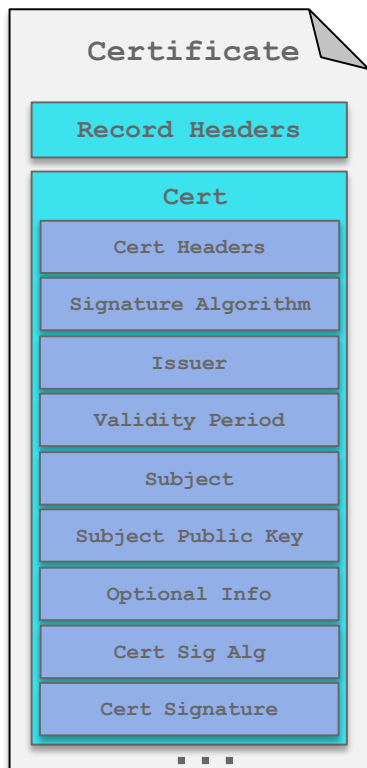 Certificate
Record Headers
Cert
Cert Headers
Signature Algorithm
Issuer
Validity Period
Subject
Subject Public Key
Optional Info
Cert Sig Alg
Cert Signature
...